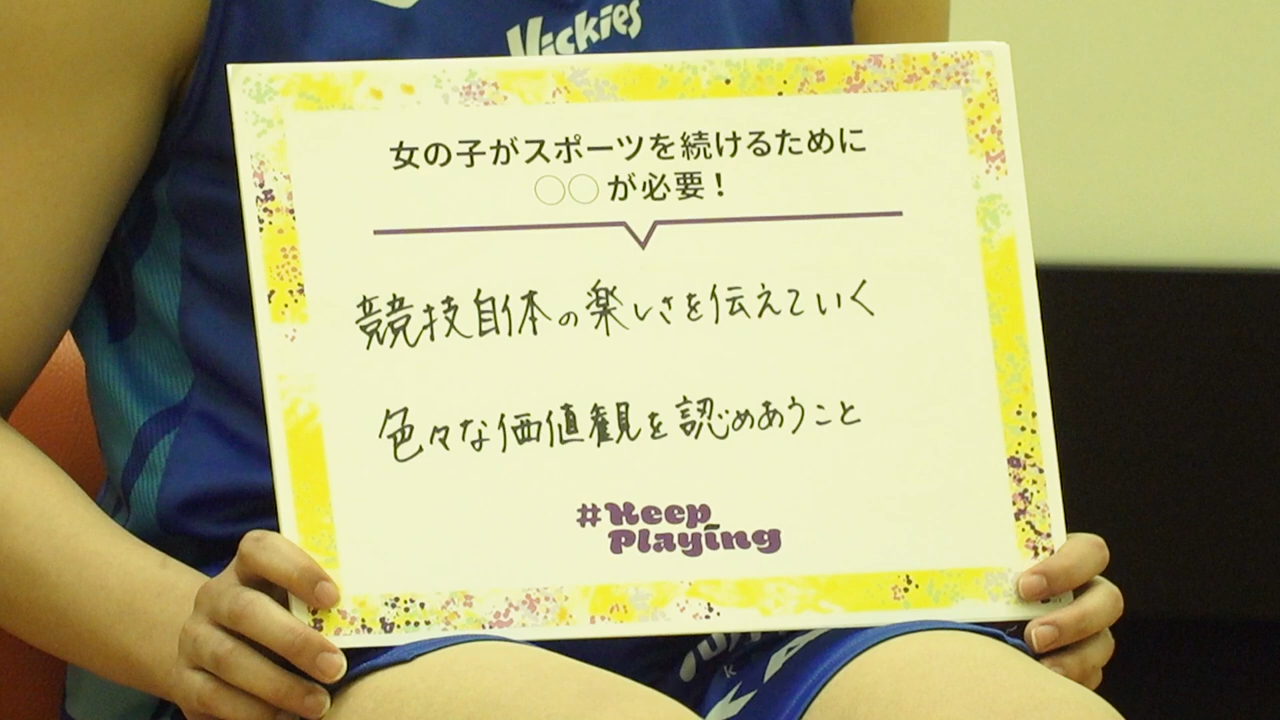 Vickies
女の子がスポーツを続けるために
○○が必要！
競技自体の楽しさを伝えていく
色々な価値観を認めあうこと
#Keep
Playing